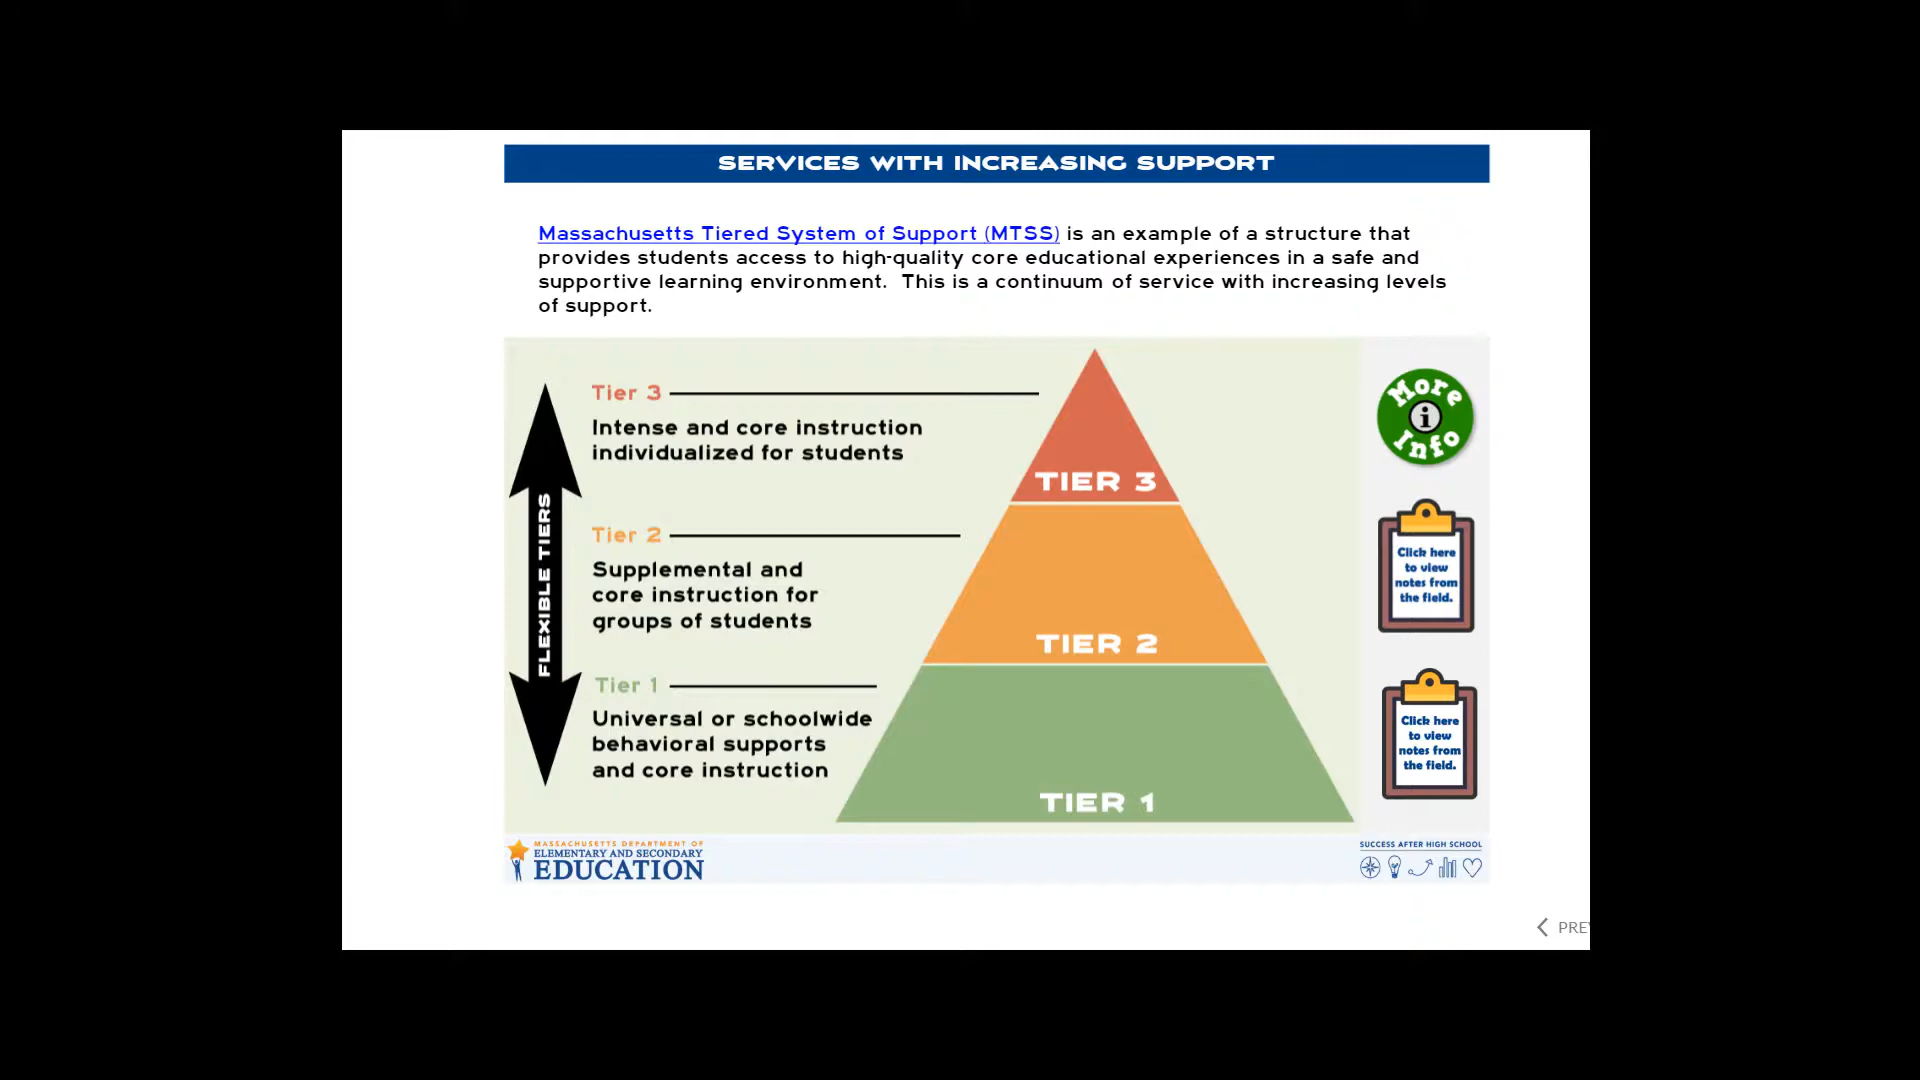 SERVICES WITH INCREASING SUPPORT
Massachusetts Tiered System of Support (MTSS) is an example of a structure that
provides students access to high-quality core educational experiences in a safe and
supportive learning environment.  This is a continuum of service with increasing levels
of support.
FLEXIBLE TIERS
Tier 3
Intense and core instruction
individualized for students
Tier 2
Supplemental and
core instruction for
groups of students
Tier 1
Universal or schoolwide
behavioral supports
and core instruction
TIER 3
TIER 2
TIER 1
More
i
Info
Click here
to view
notes from
the field.
Click here
to view
notes from
the field.
MASSACHUSETTS DEPARTMENT OF
ELEMENTARY AND SECONDARY
EDUCATION
SUCCESS AFTER HIGH SCHOOL
PRE